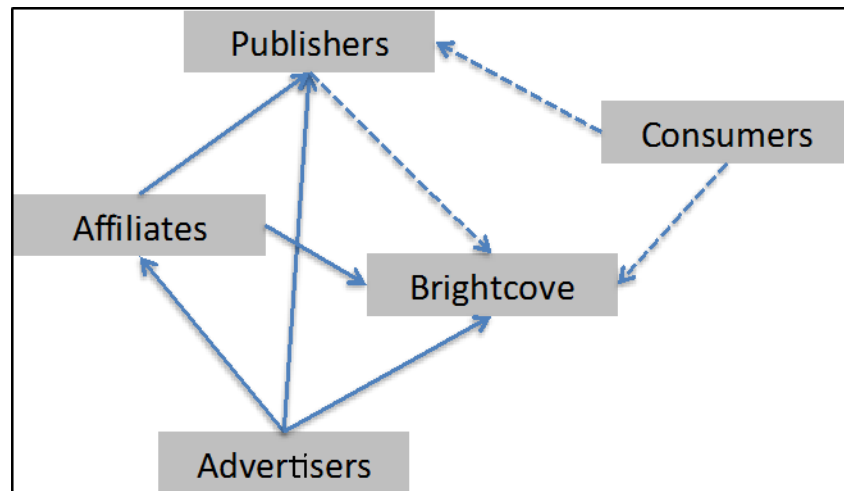 Publishers
Consumers
Affiliates
Brightcove
Advertisers